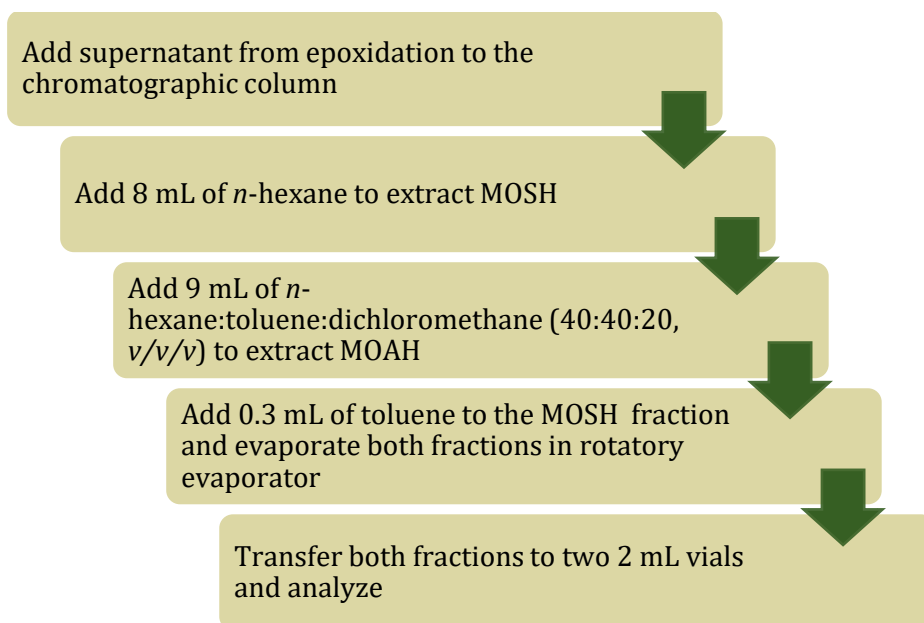 Add supernatant from epoxidation to the
chromatographic column
Add 8 mL of n-hexane to extract MOSH
Add 9 mL of n-
hexane:toluene:dichloromethane (40:40:20,
v/v/v) to extract MOAH
Add 0.3 mL of toluene to the MOSH fraction
and evaporate both fractions in rotatory
evaporator
Transfer both fractions to two 2 mL vials
and analyze